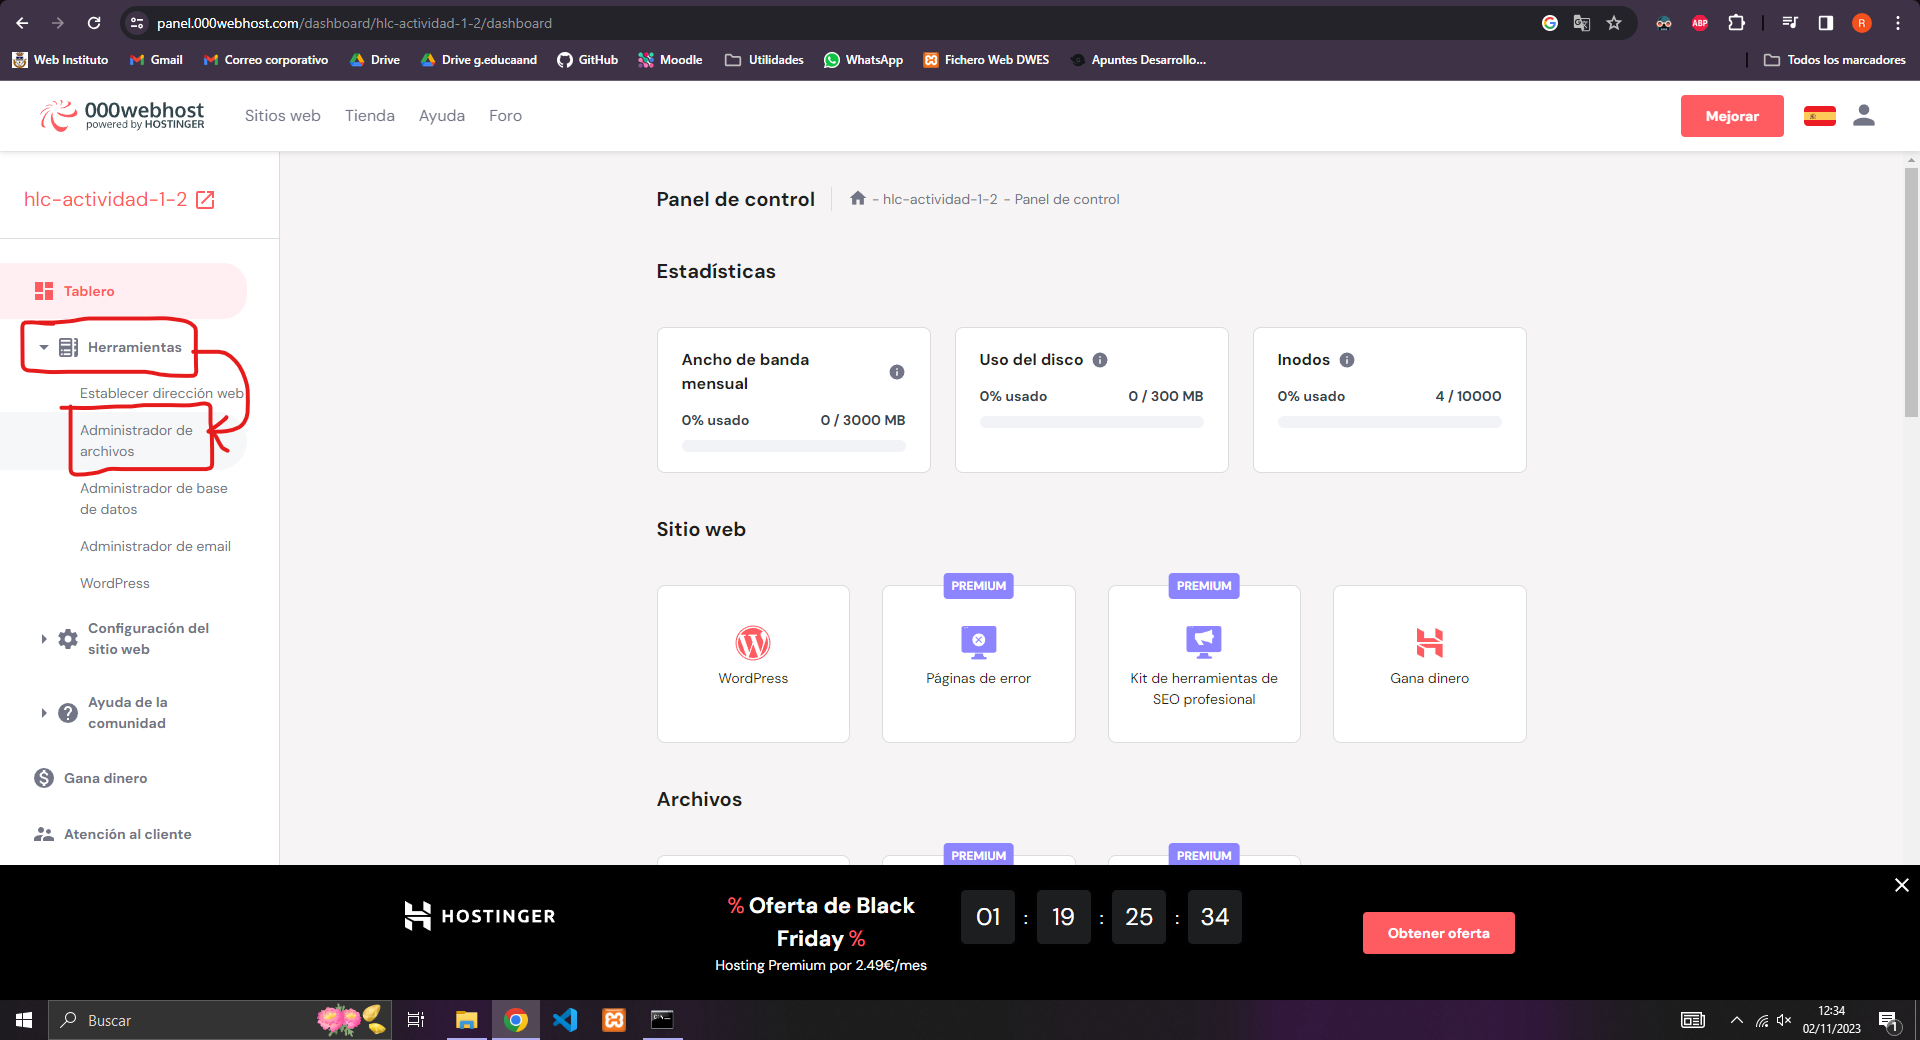 panel.000webhost.com/dashboard/hlc-actividad-1-2/dashboard
Web Instituto
Gmail
Correo corporativo
Drive
Drive g.educaand
GitHub
Moodle
Utilidades
WhatsApp
Fichero Web DWES
Apuntes Desarrollo...
Todos los marcadores
ABP
R
000webhost
powered by HOSTINGER
Sitios web
Tienda
Ayuda
Foro
Mejorar
hlc-actividad-1-2
Panel de control
- hlc-actividad-1-2 - Panel de control
Tablero
Herramientas
Establecer dirección web
Administrador de
archivos
Administrador de base
de datos
Administrador de email
WordPress
Configuración del
sitio web
Ayuda de la
comunidad
Gana dinero
Atención al cliente
Estadísticas
Ancho de banda
mensual
0% usado
0 / 3000 MB
Uso del disco
0% usado
0 / 300 MB
Inodos
0% usado
4 / 10000
Sitio web
WordPress
PREMIUM
Páginas de error
PREMIUM
Kit de herramientas de
SEO profesional
Gana dinero
Archivos
PREMIUM
PREMIUM
HOSTINGER
% Oferta de Black
Friday %
Hosting Premium por 2.49€/mes
01 : 19 : 25 : 34
Obtener oferta
Buscar
12:34
02/11/2023
1